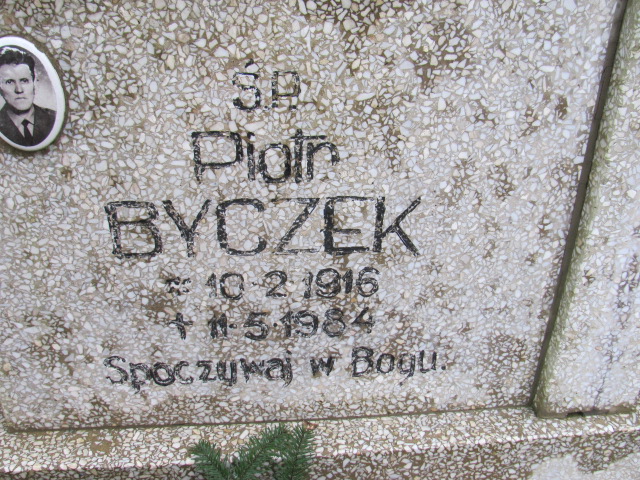 Ś.P.
Piotr
BYCZEK
* 10-2-1916
+ 11-5-1984
Spoczywaj w Bogu.